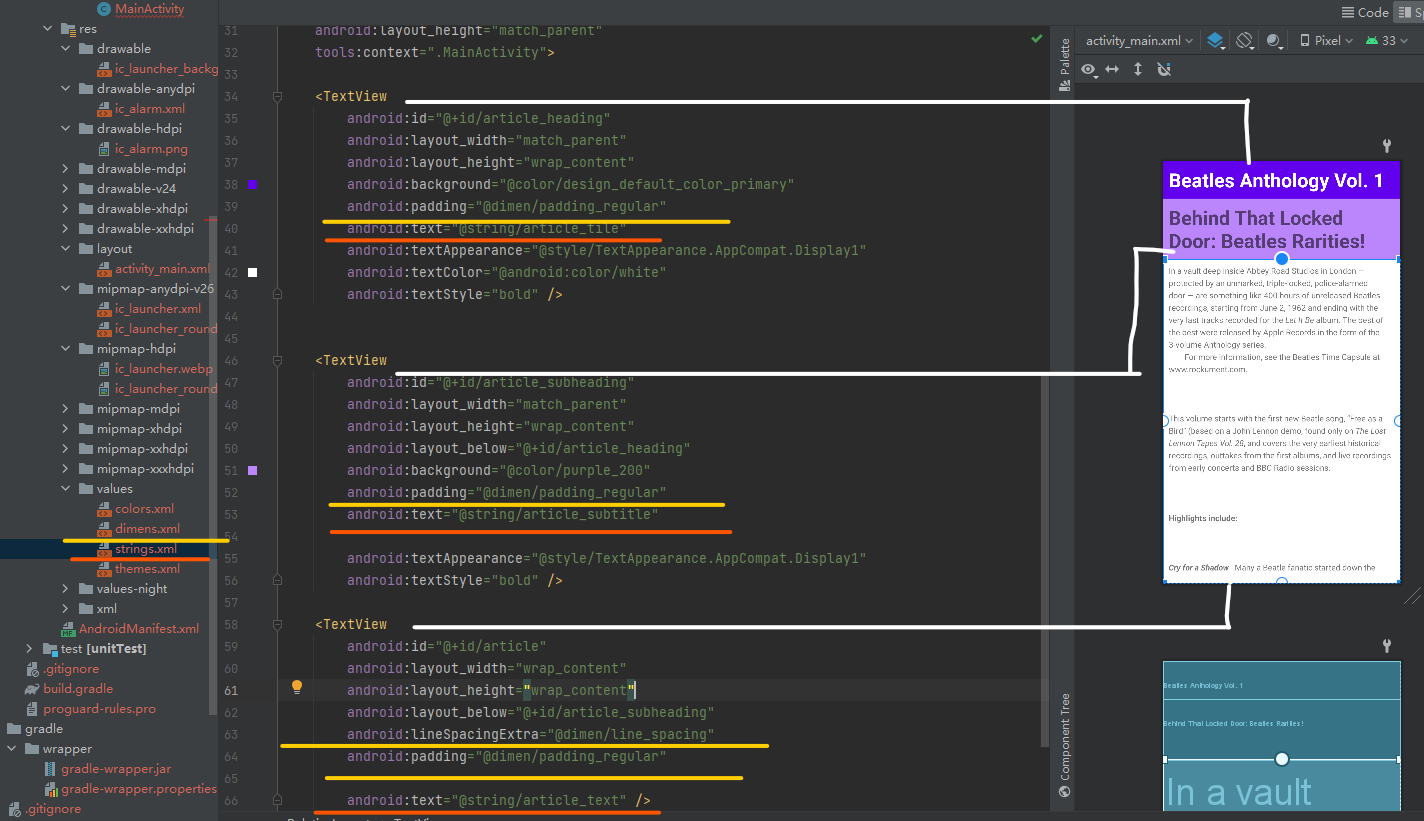 MainActivity
res
drawable
ic_launcher_backg
drawable-anydpi
ic_alarm.xml
drawable-hdpi
ic_alarm.png
drawable-mdpi
drawable-v24
drawable-xhdpi
drawable-xxhdpi
layout
activity_main.xml
mipmap-anydpi-v26
ic_launcher.xml
ic_launcher_round
mipmap-hdpi
ic_launcher.webp
ic_launcher_round
mipmap-mdpi
mipmap-xhdpi
mipmap-xxhdpi
mipmap-xxxhdpi
values
colors.xml
dimens.xml
strings.xml
themes.xml
values-night
xml
AndroidManifest.xml
test [unitTest]
.gitignore
build.gradle
proguard-rules.pro
gradle
wrapper
gradle-wrapper.jar
gradle-wrapper.properties
.gitignore
31 android:layout_height="match_parent"
32 tools:context=".MainActivity">
33
34 <TextView
35 android:id="@+id/article_heading"
36 android:layout_width="match_parent"
37 android:layout_height="wrap_content"
38 android:background="@color/design_default_color_primary"
39 android:padding="@dimen/padding_regular"
40 android:text="@string/article_tile"
41 android:textAppearance="@style/TextAppearance.AppCompat.Display1"
42 android:textColor="@android:color/white"
43 android:textStyle="bold" />
44
45
46 <TextView
47 android:id="@+id/article_subheading"
48 android:layout_width="match_parent"
49 android:layout_height="wrap_content"
50 android:layout_below="@+id/article_heading"
51 android:background="@color/purple_200"
52 android:padding="@dimen/padding_regular"
53 android:text="@string/article_subtitle"
54
55 android:textAppearance="@style/TextAppearance.AppCompat.Display1"
56 android:textStyle="bold" />
57
58 <TextView
59 android:id="@+id/article"
60 android:layout_width="wrap_content"
61 android:layout_height="wrap_content"
62 android:layout_below="@+id/article_subheading"
63 android:lineSpacingExtra="@dimen/line_spacing"
64 android:padding="@dimen/padding_regular"
65
66 android:text="@string/article_text" />
Code
Sp
Palette
Component Tree
activity_main.xml
Pixel
33
Beatles Anthology Vol. 1
Behind That Locked
Door: Beatles Rarities!
In a vault deep inside Abbey Road Studios in London —
protected by an unmarked, triple-locked, police-alarmed
door — are something like 400 hours of unreleased Beatles
recordings, starting from June 2, 1962 and ending with the
very last tracks recorded for the Let It Be album. The best of
the best were released by Apple Records in the form of the
3-volume Anthology series.
For more information, see the Beatles Time Capsule at
www.rockument.com.
This volume starts with the first new Beatle song, "Free as a
Bird" (based on a John Lennon demo, found only on The Lost
Lennon Tapes Vol. 28, and covers the very earliest historical
recordings, outtakes from the first albums, and live recordings
from early concerts and BBC Radio sessions.
Highlights include:
Cry for a Shadow - Many a Beatle fanatic started down the
Beatles Anthology Vol. 1
Behind That Locked Door: Beatles Rarities!
In a vault